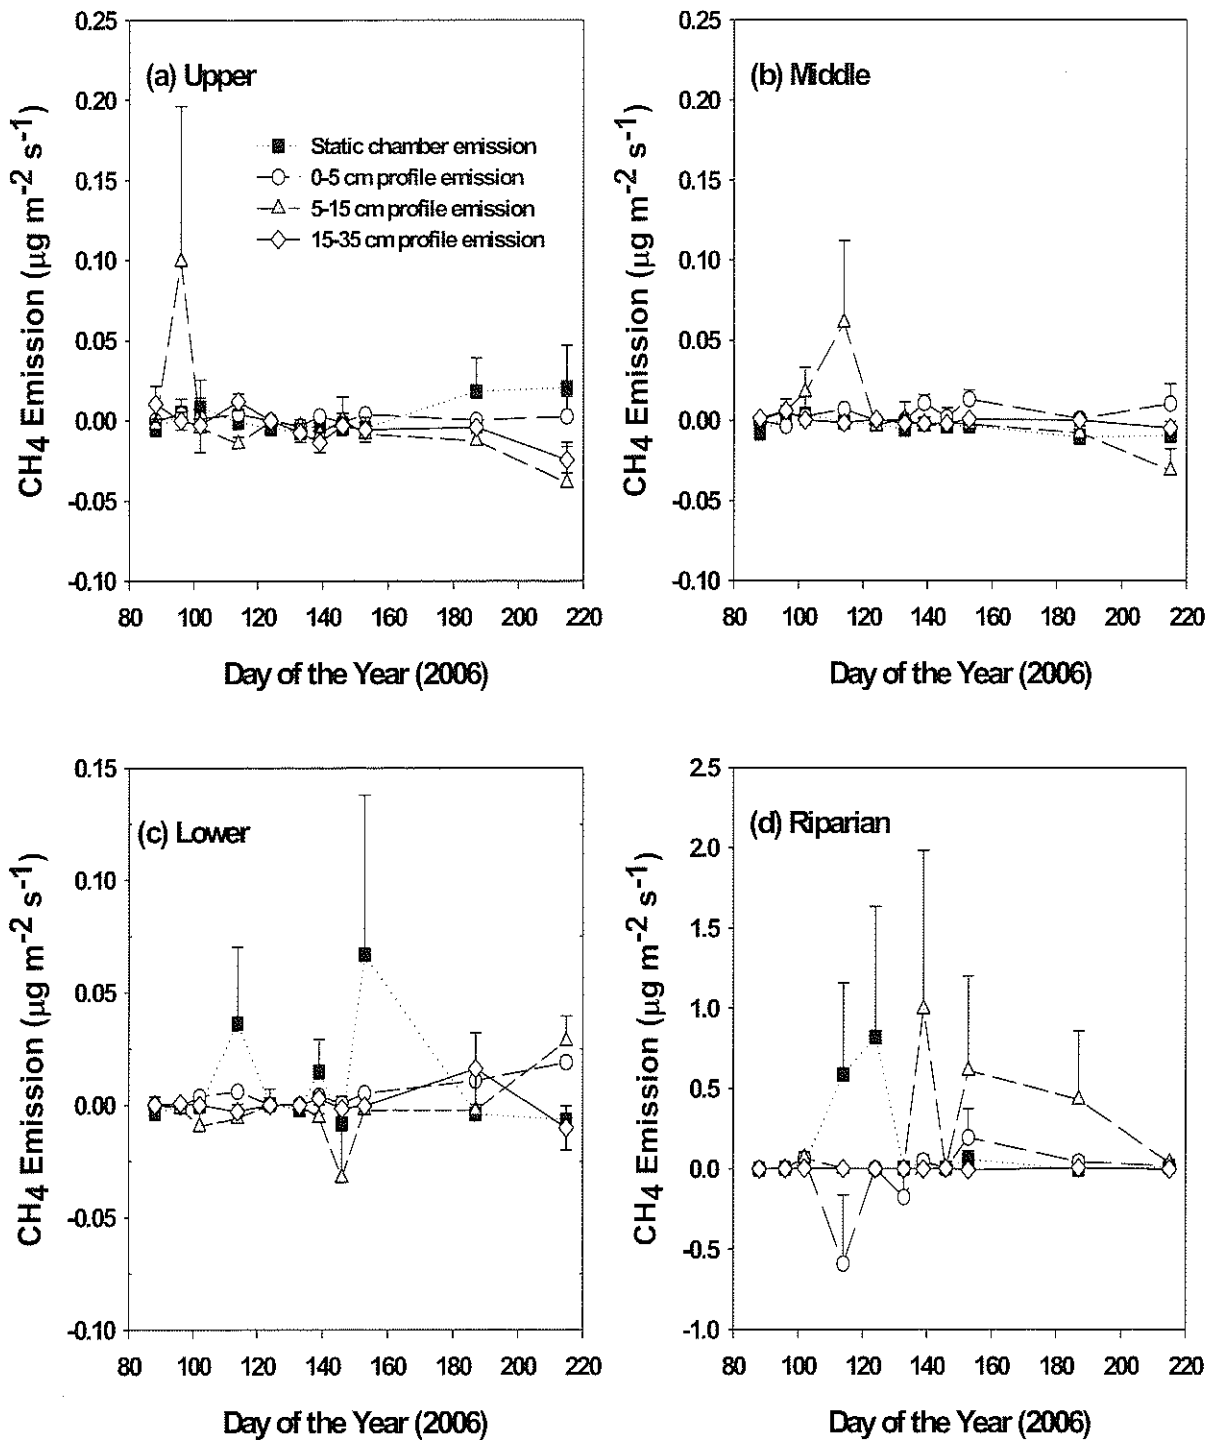 (a) Upper
Static chamber emission
0-5 cm profile emission
5-15 cm profile emission
15-35 cm profile emission
CH4 Emission (μg m-2 s-1)
0.25
0.20
0.15
0.10
0.05
0.00
-0.05
-0.10
80 100 120 140 160 180 200 220
Day of the Year (2006)
(b) Middle
CH4 Emission (μg m-2 s-1)
0.25
0.20
0.15
0.10
0.05
0.00
-0.05
-0.10
80 100 120 140 160 180 200 220
Day of the Year (2006)
(c) Lower
CH4 Emission (μg m-2 s-1)
0.15
0.10
0.05
0.00
-0.05
-0.10
80 100 120 140 160 180 200 220
Day of the Year (2006)
(d) Riparian
CH4 Emission (μg m-2 s-1)
2.5
2.0
1.5
1.0
0.5
0.0
-0.5
-1.0
80 100 120 140 160 180 200 220
Day of the Year (2006)